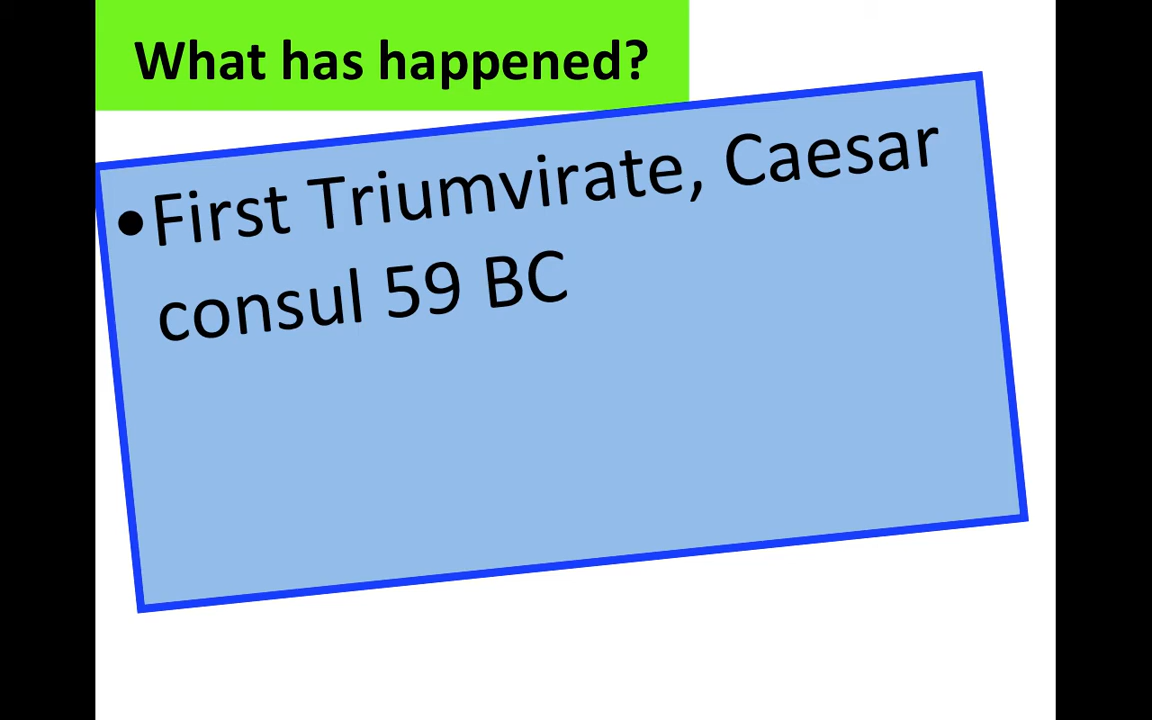 What has happened?
•First Triumvirate, Caesar
consul 59 BC